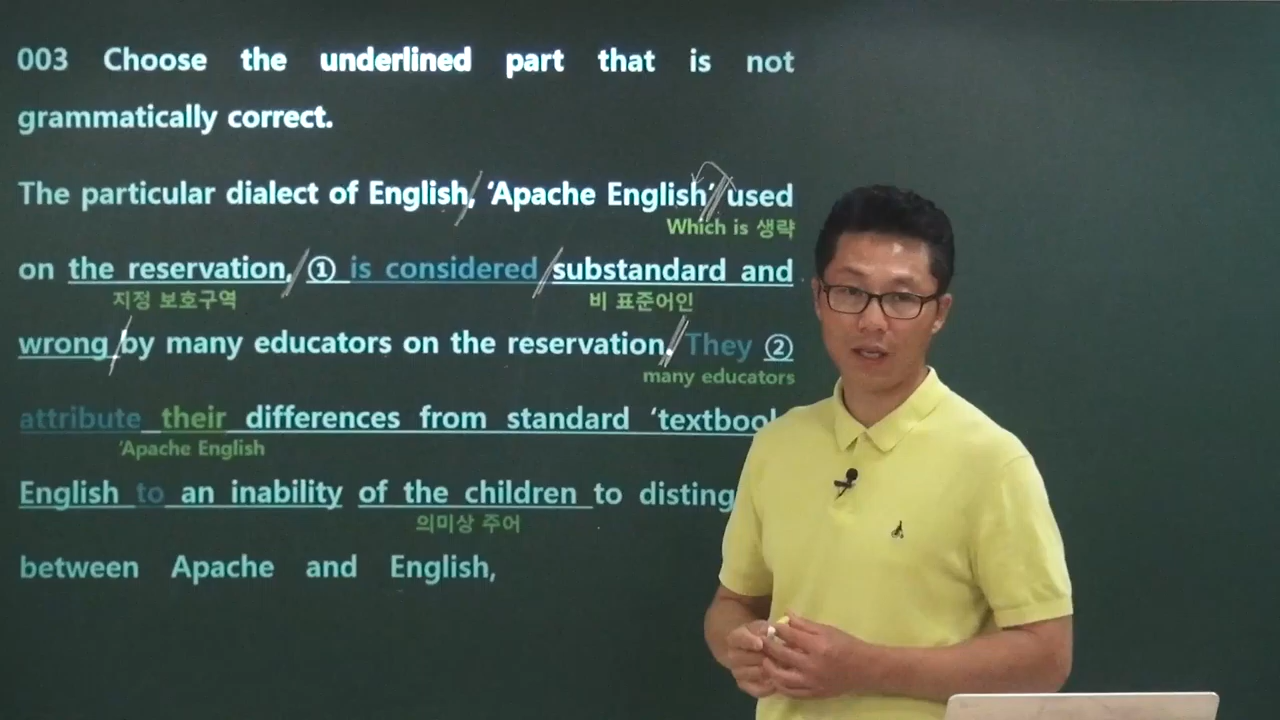 003 Choose the underlined part that is not
grammatically correct.
The particular dialect of English, ‘Apache English’ used
Which is 생략
on the reservation, ① is considered substandard and
지정 보호구역 비 표준어인
wrong by many educators on the reservation. They ②
many educators
attribute their differences from standard ‘textbook
‘Apache English
English to an inability of the children to disting
의미상 주어
between Apache and English,